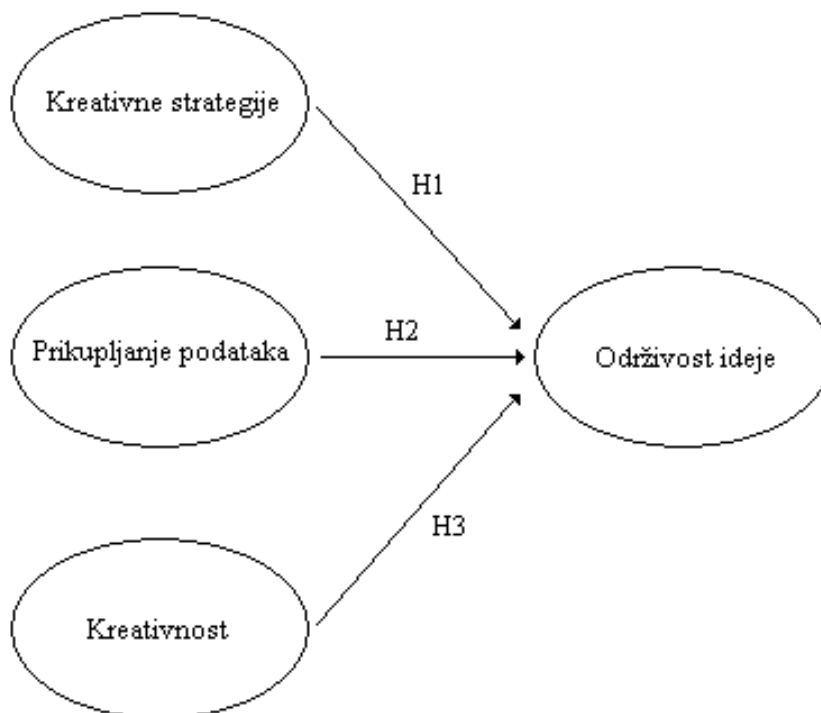 Kreativne strategije
H1
Prikupljanje podataka
H2
Održivost ideje
H3
Kreativnost